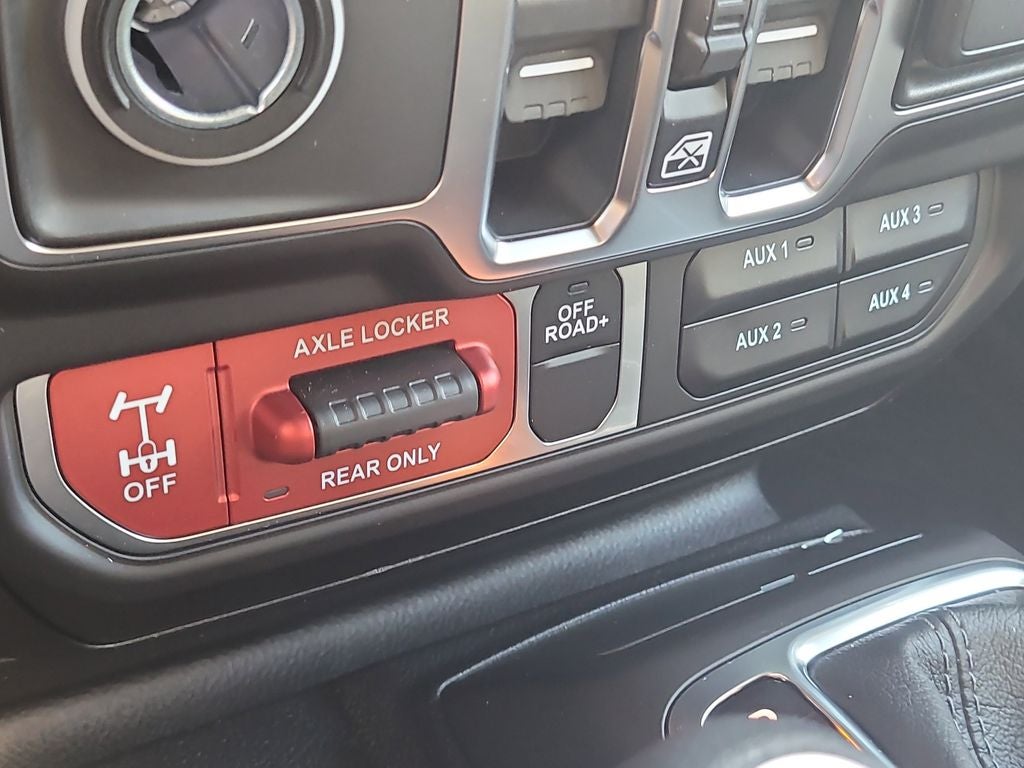 AXLE LOCKER
REAR ONLY
OFF
OFF
ROAD+
AUX 1
AUX 2
AUX 3
AUX 4